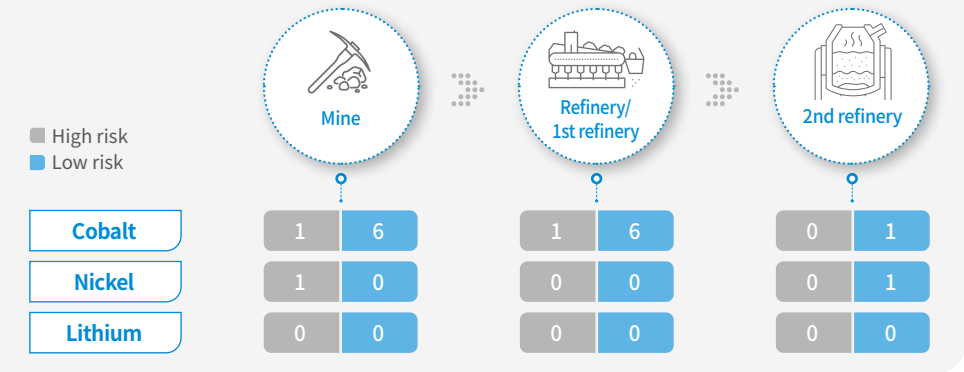 Mine
Refinery/
1st refinery
2nd refinery
High risk
Low risk
Cobalt 1 6 1 6 0 1
Nickel 1 0 0 0 0 1
Lithium 0 0 0 0 0 0